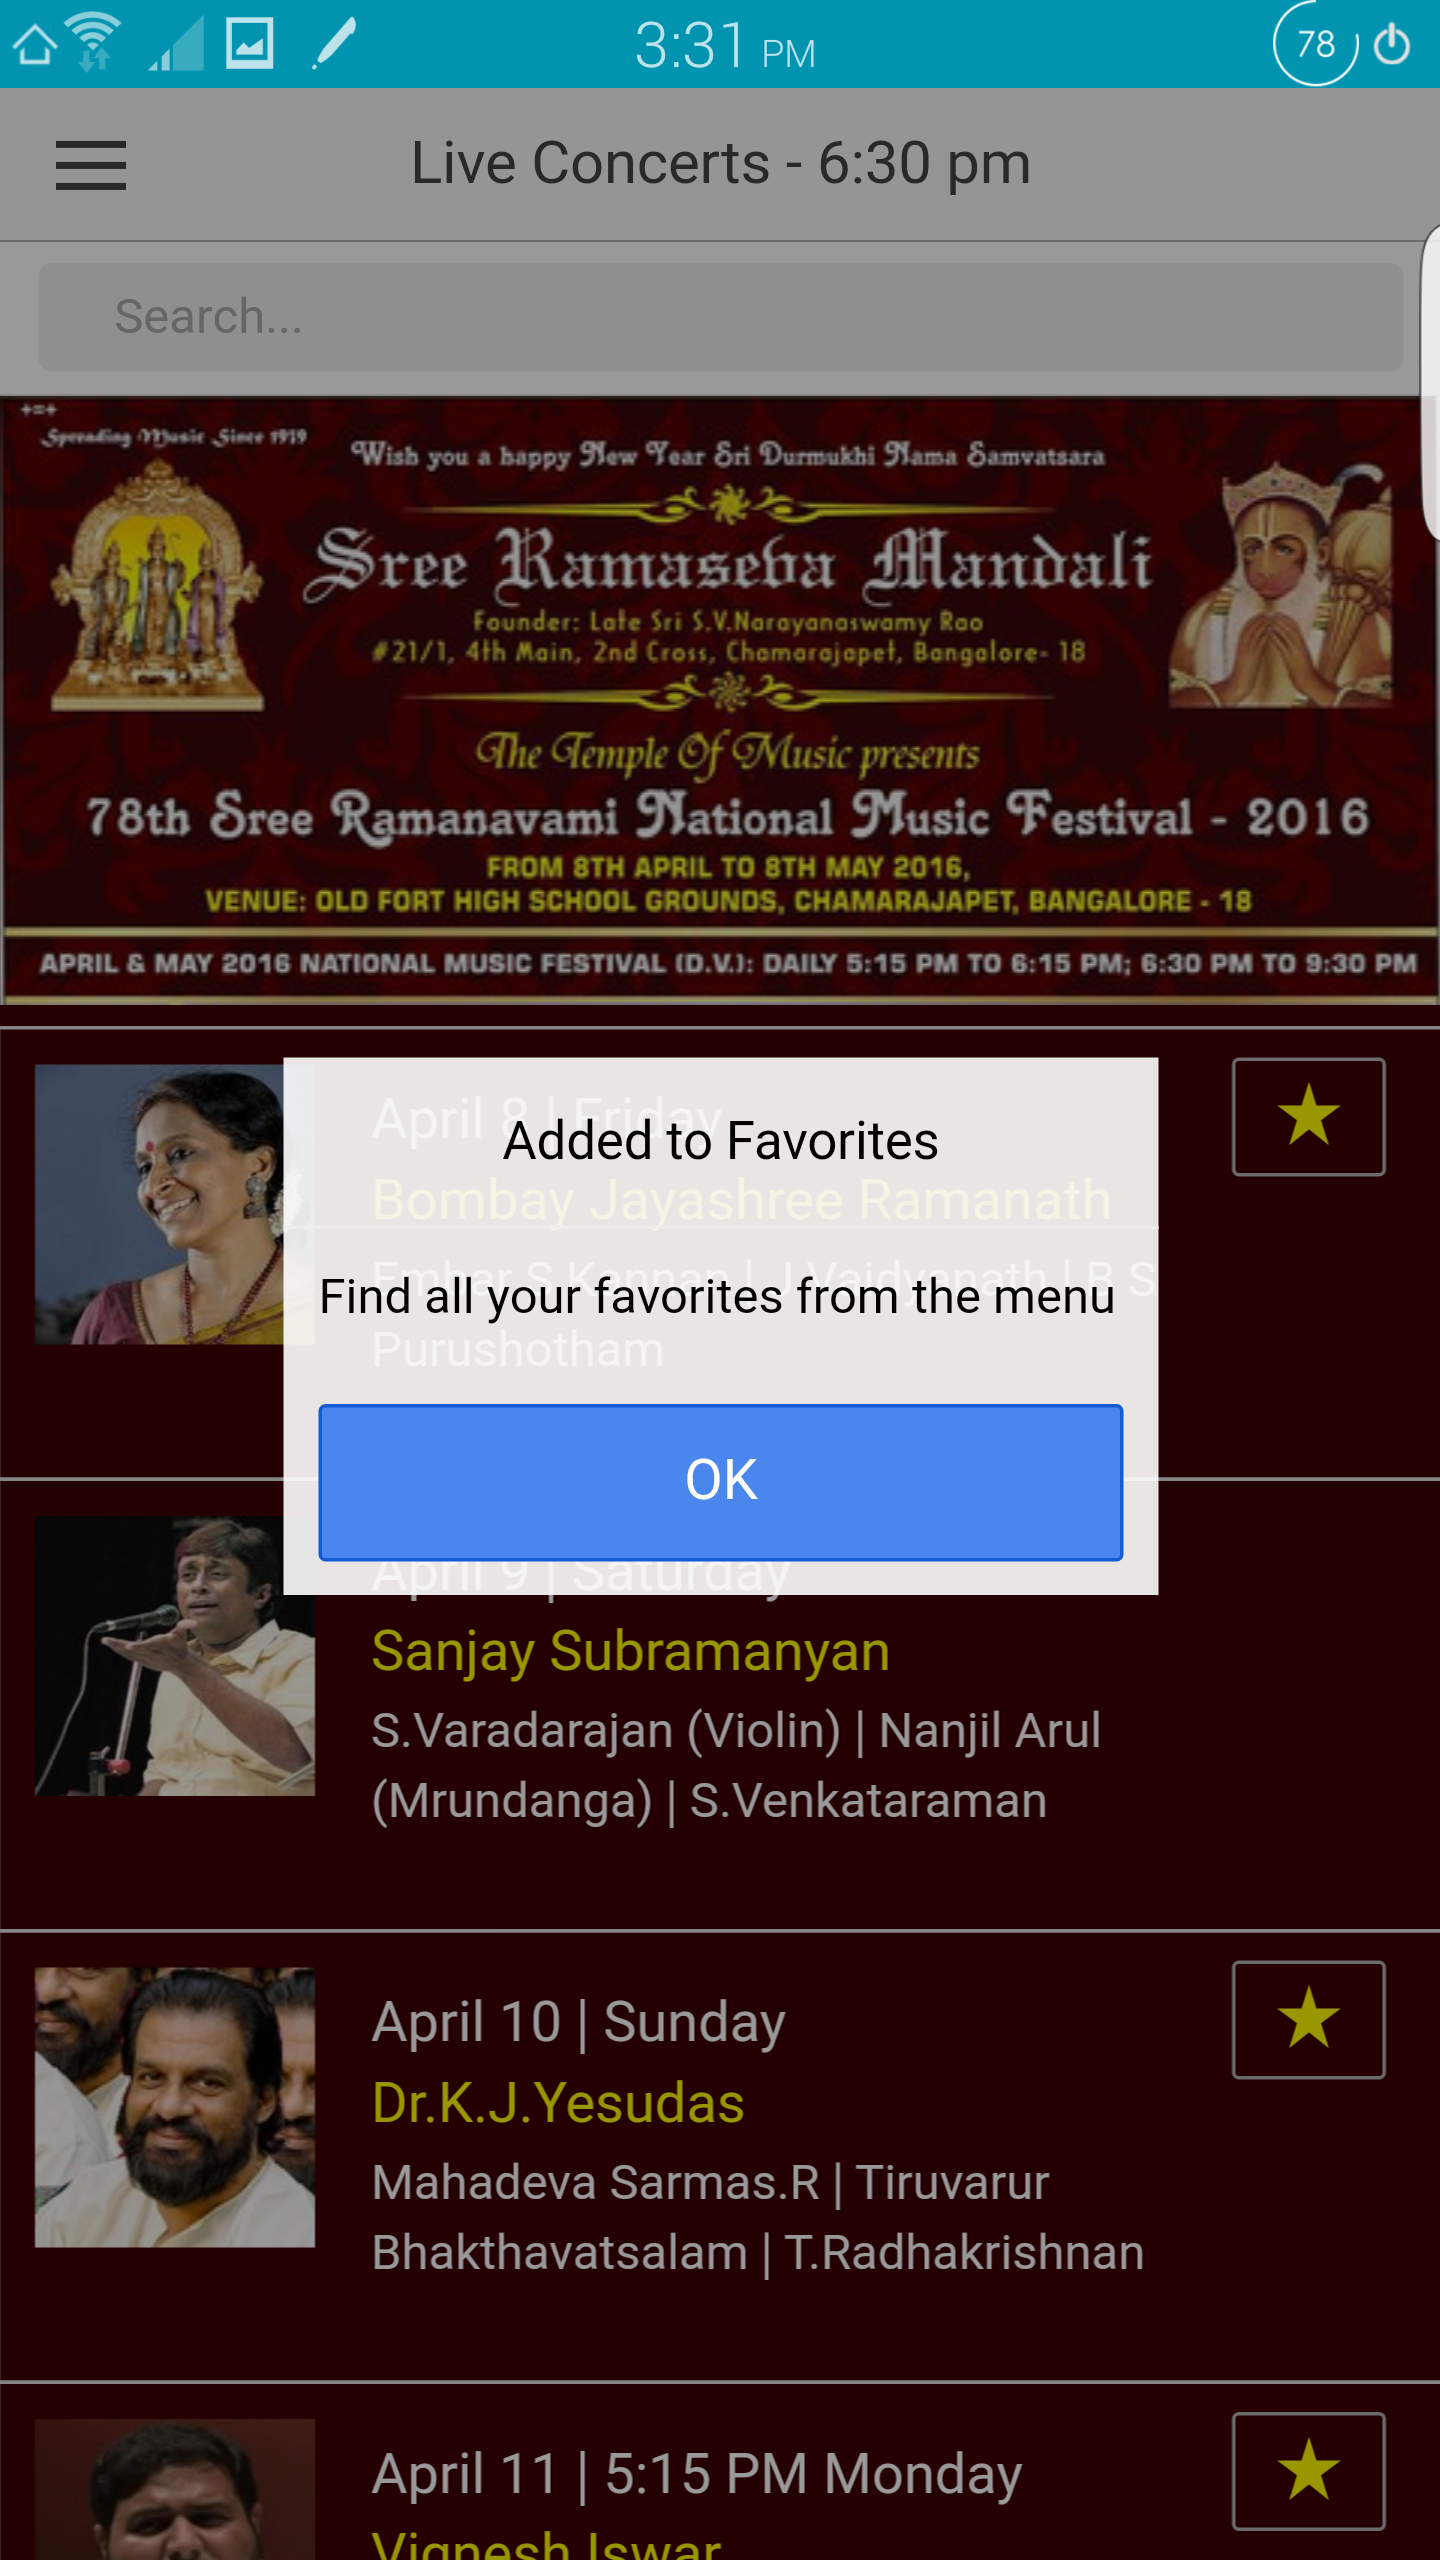 3:31 PM
78
Live Concerts - 6:30 pm
Search...
Spreading Music Since 1939
Wish you a happy New Year Sri Durmukhi Nama Samvatsara
Sree Ramaseva Mandali
Founder: Late Sri S.V.Narayanaswamy Rao
#21/1, 4th Main, 2nd Cross, Chamarajapet, Bangalore- 18
The Temple Of Music presents
78th Sree Ramanavami National Music Festival - 2016
FROM 8TH APRIL TO 8TH MAY 2016,
VENUE: OLD FORT HIGH SCHOOL GROUNDS, CHAMARAJAPET, BANGALORE - 18
APRIL & MAY 2016 NATIONAL MUSIC FESTIVAL (D.V.): DAILY 5:15 PM TO 6:15 PM; 6:30 PM TO 9:30 PM
April 8 | Friday
Added to Favorites
Bombay Jayashree Ramanath
Embar S Kannan | J Vaidyanath | B S
Find all your favorites from the menu
Purushotham
OK
April 9 | Saturday
Sanjay Subramanyan
S.Varadarajan (Violin) | Nanjil Arul
(Mrundanga) | S.Venkataraman
April 10 | Sunday
Dr.K.J.Yesudas
Mahadeva Sarmas.R | Tiruvarur
Bhakthavatsalam | T.Radhakrishnan
April 11 | 5:15 PM Monday
Vignesh Iswar